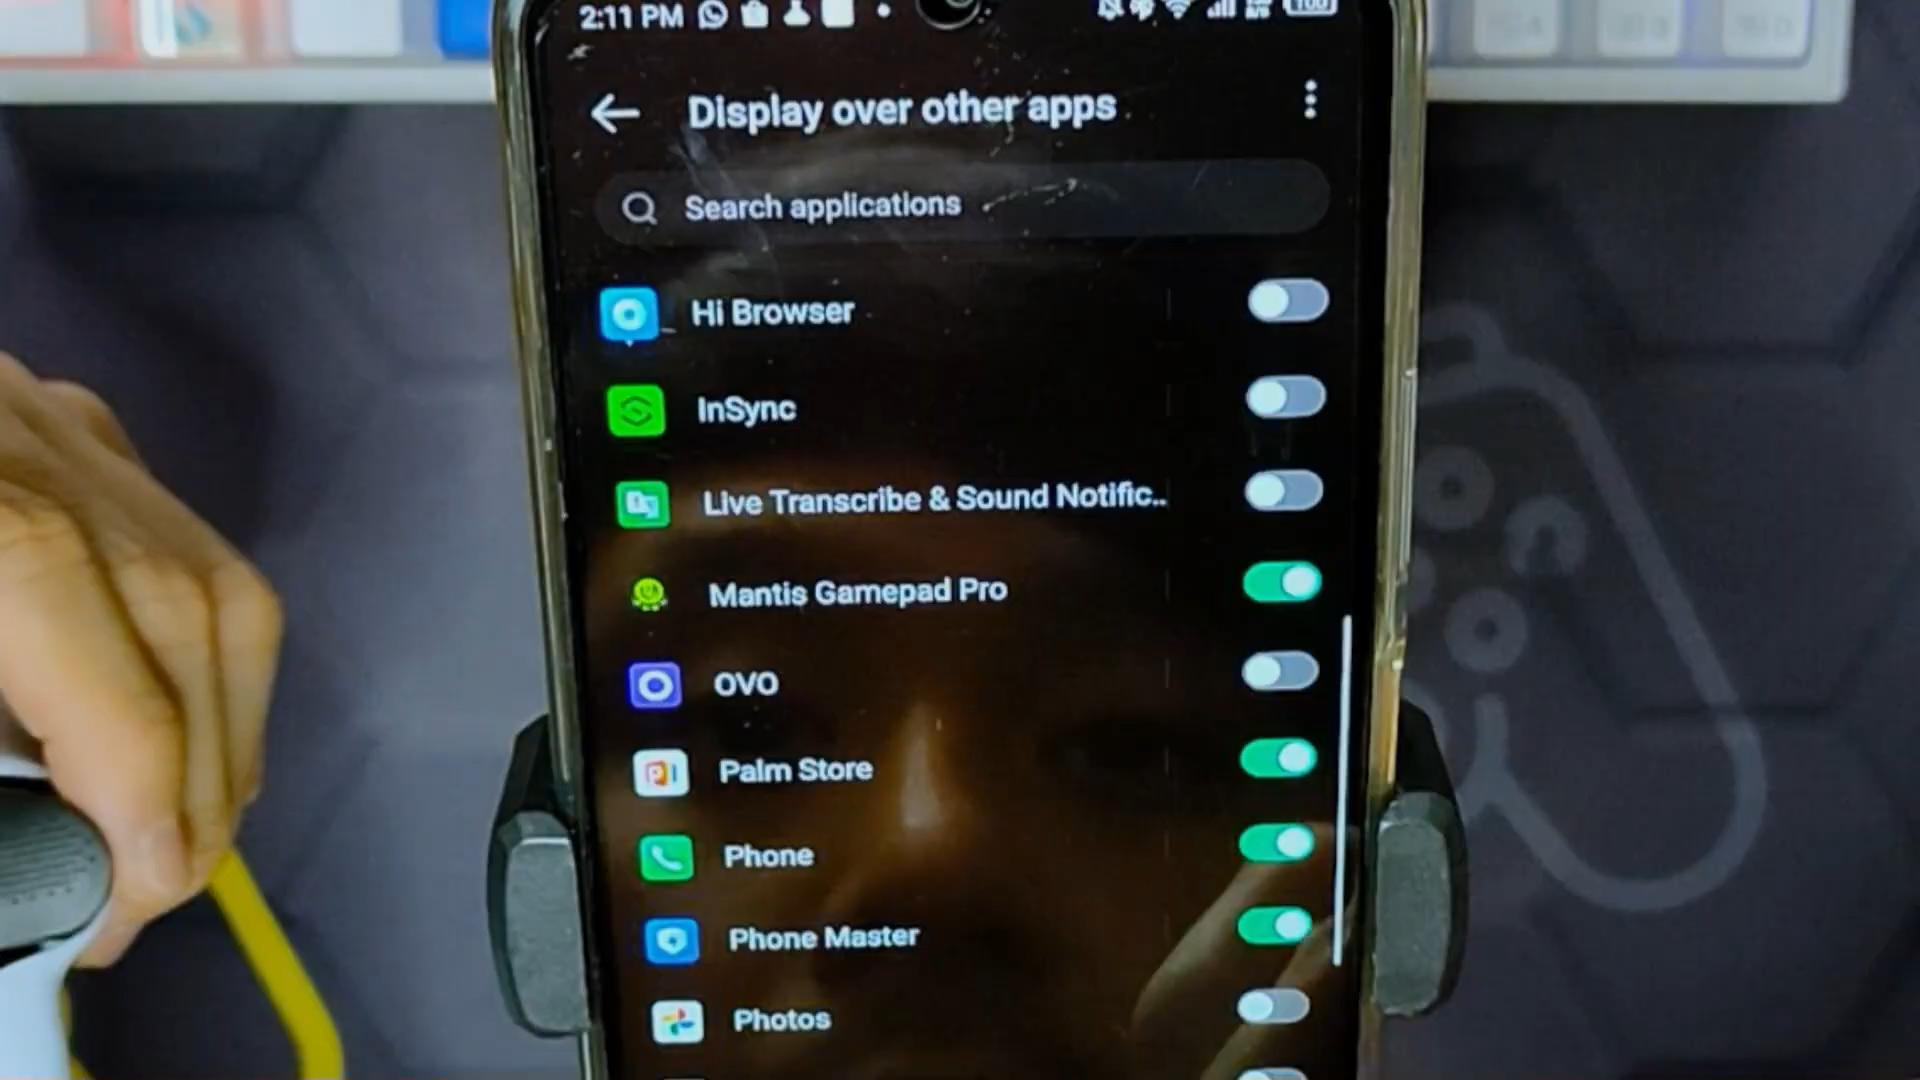 2:11 PM
100
Display over other apps
Search applications
Hi Browser
InSync
Live Transcribe & Sound Notific..
Mantis Gamepad Pro
OVO
Palm Store
Phone
Phone Master
Photos